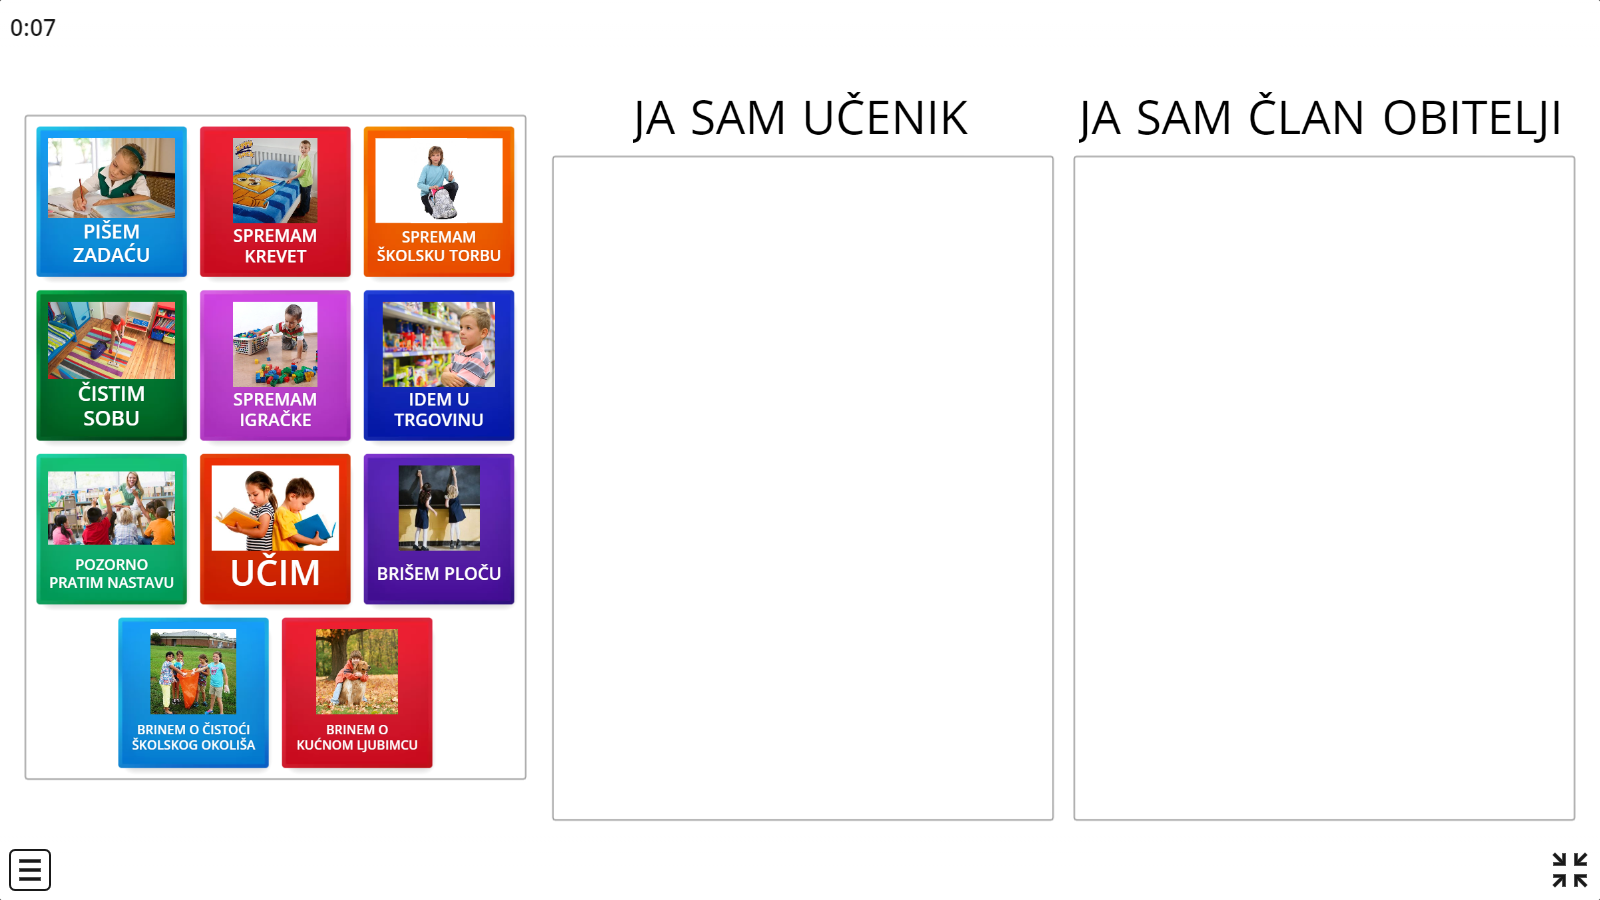 0:07
JA SAM UČENIK
JA SAM ČLAN OBITELJI
PIŠEM
ZADAĆU
SPREMAM
KREVET
SPREMAM
ŠKOLSKU TORBU
ČISTIM
SOBU
SPREMAM
IGRAČKE
IDEM U
TRGOVINU
POZORNO
PRATIM NASTAVU
UČIM
BRIŠEM PLOČU
BRINEM O ČISTOĆI
ŠKOLSKOG OKOLIŠA
BRINEM O
KUĆNOM LJUBIMCU